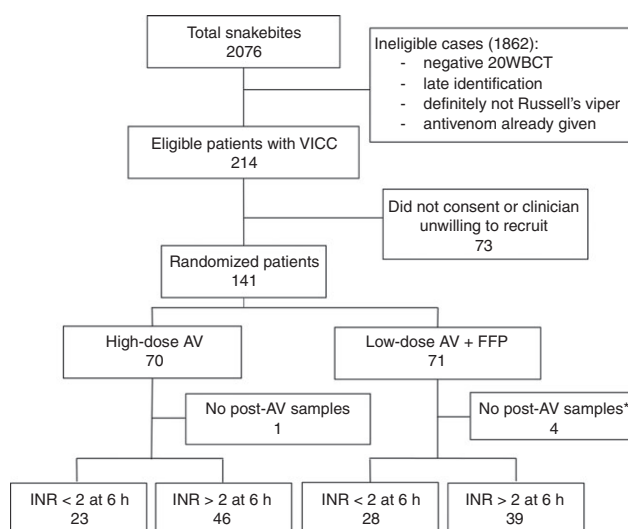 Total snakebites
2076
Ineligible cases (1862):
- negative 20WBCT
- late identification
- definitely not Russell's viper
- antivenom already given
Eligible patients with VICC
214
Did not consent or clinician
unwilling to recruit
73
Randomized patients
141
High-dose AV
70
Low-dose AV + FFP
71
No post-AV samples
1
No post-AV samples*
4
INR < 2 at 6 h
23
INR > 2 at 6 h
46
INR < 2 at 6 h
28
INR > 2 at 6 h
39